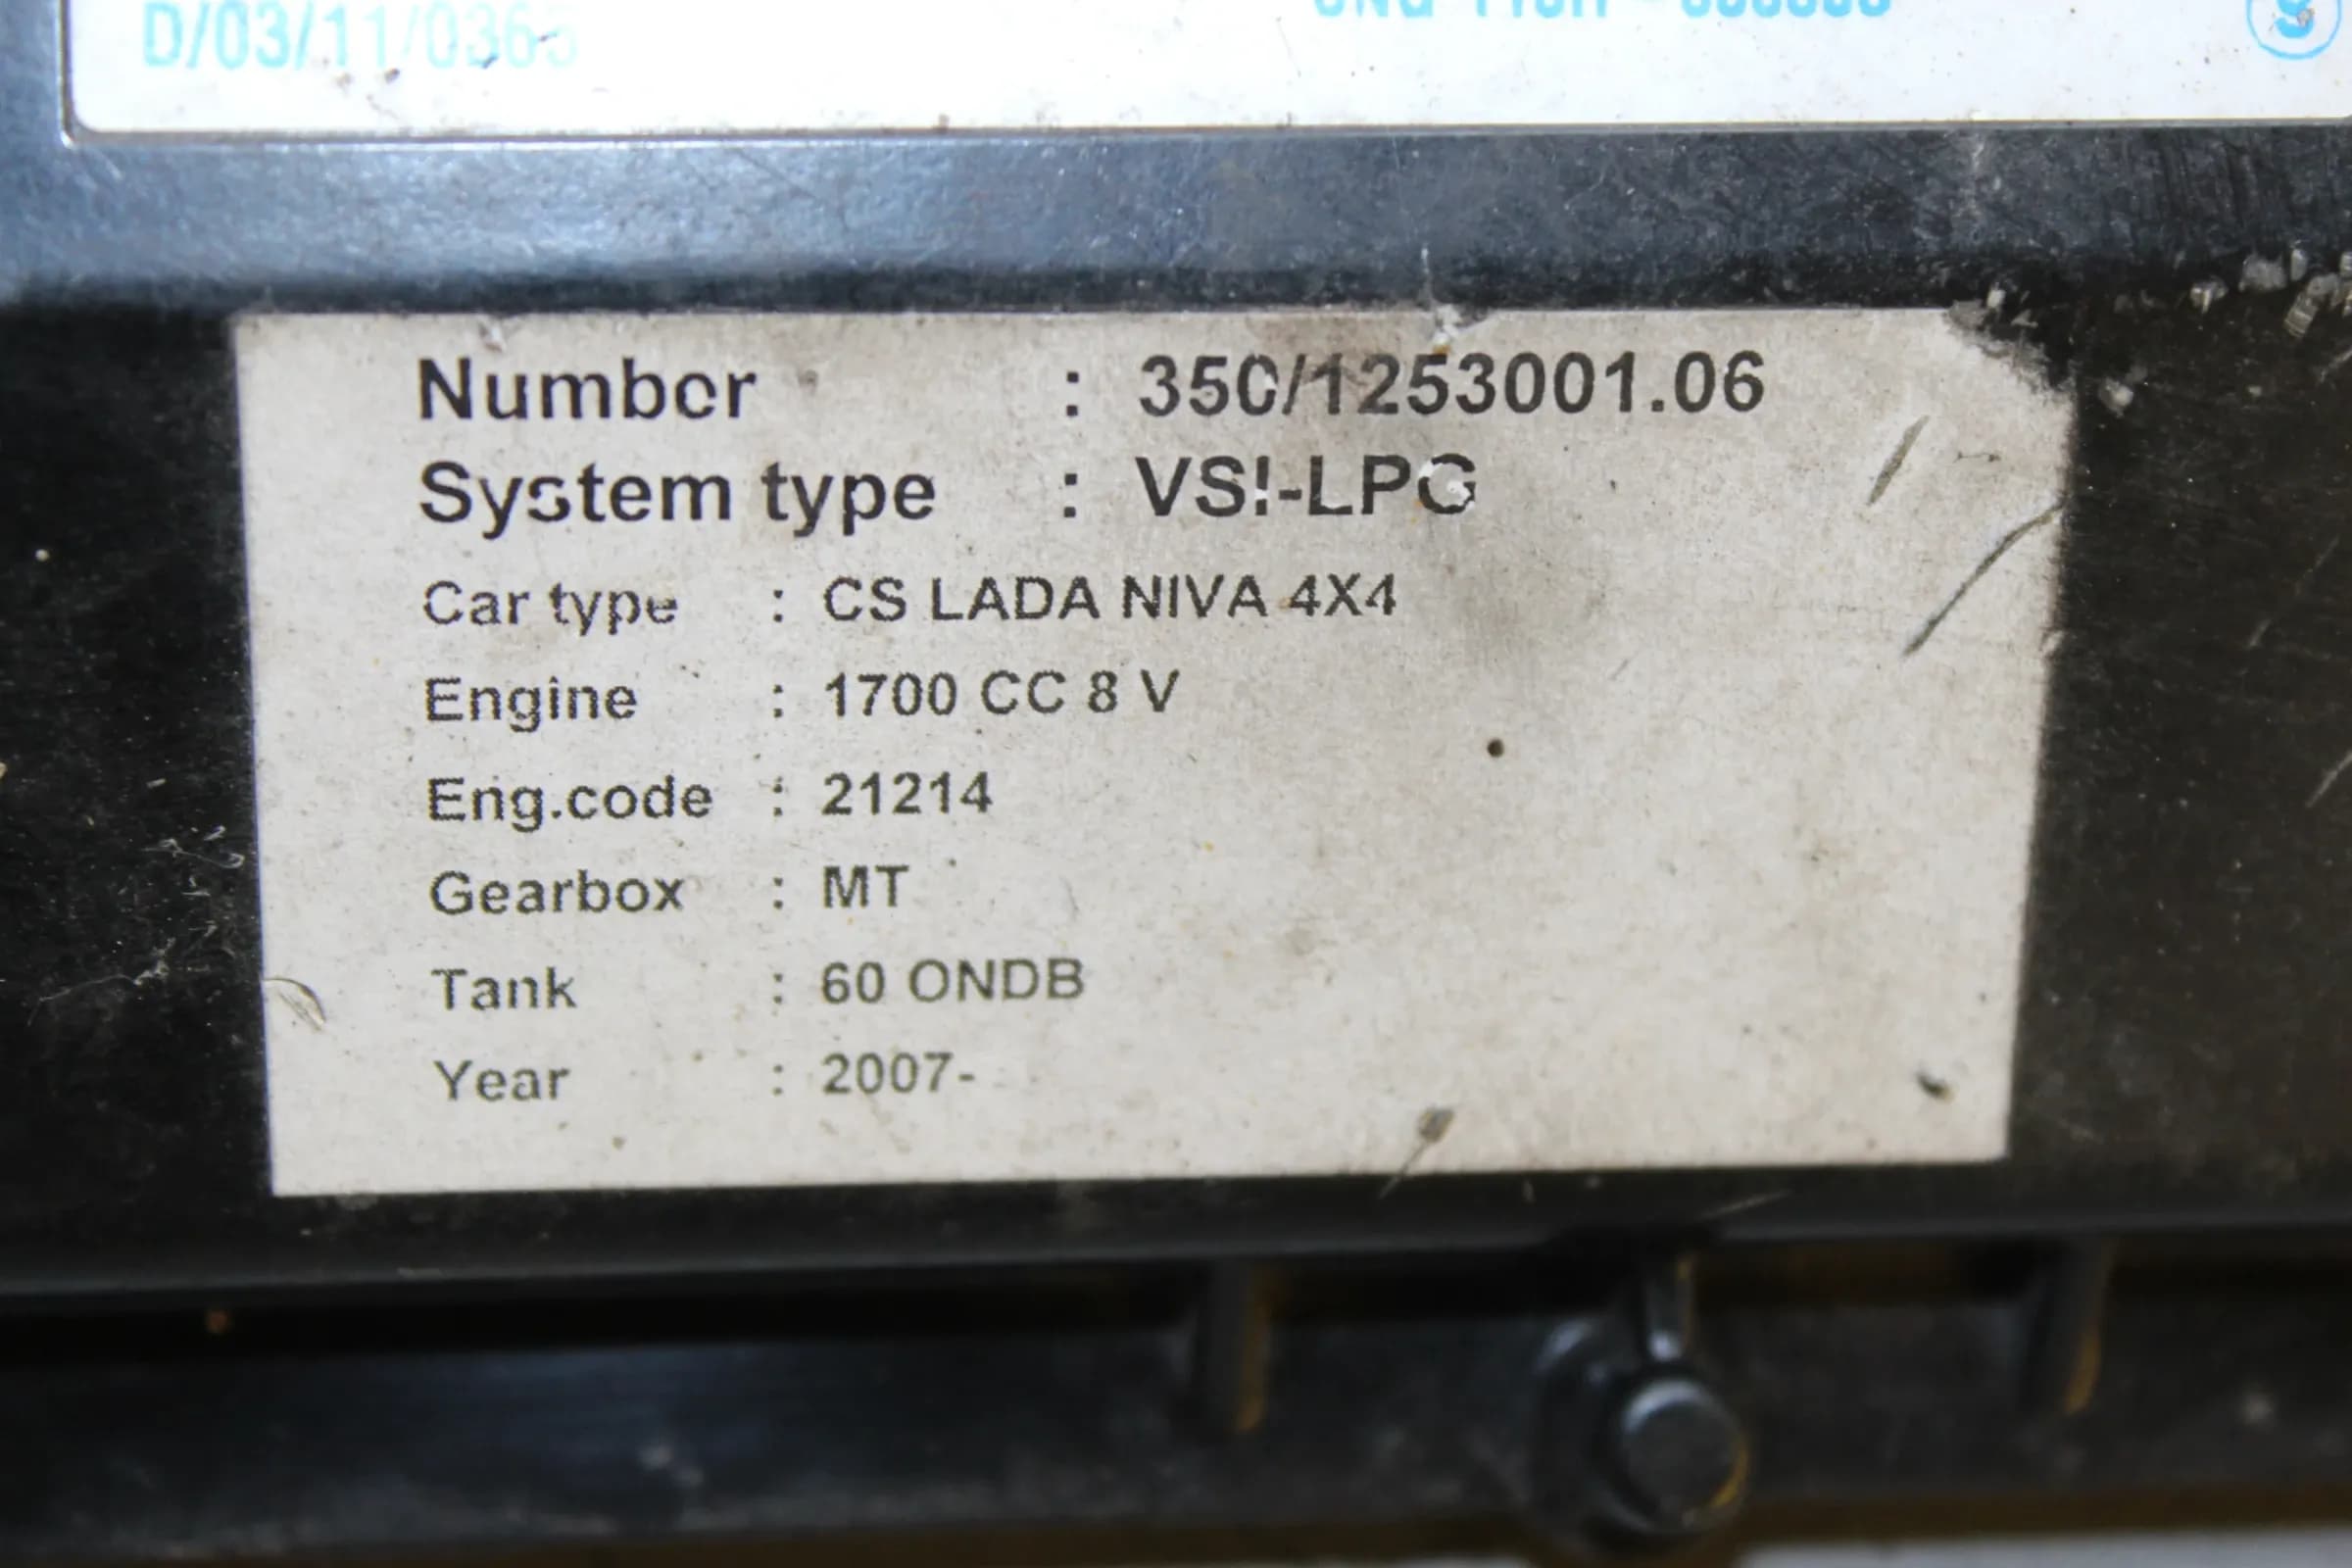 D/03/11/0365
Number : 350/1253001.06
System type : VSI-LPG
Car type : CS LADA NIVA 4X4
Engine : 1700 CC 8 V
Eng.code : 21214
Gearbox : MT
Tank : 60 ONDB
Year : 2007-